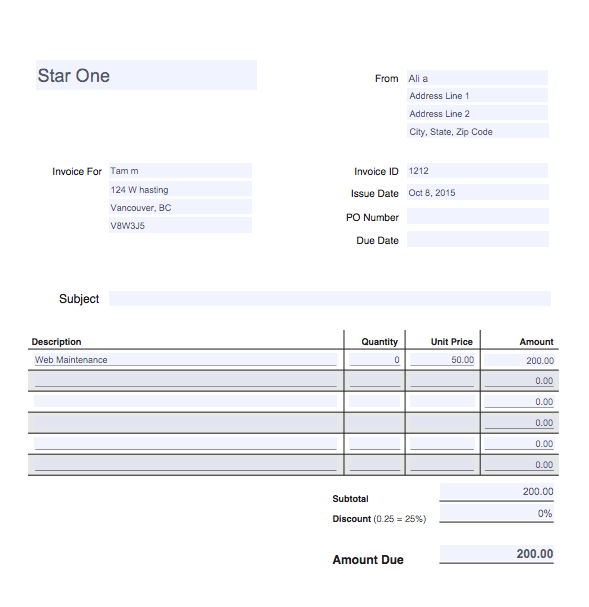 Star One
From Ali a
Address Line 1
Address Line 2
City, State, Zip Code
Invoice For Tam m
124 W hasting
Vancouver, BC
V8W3J5
Invoice ID 1212
Issue Date Oct 8, 2015
PO Number
Due Date
Subject
Description Quantity Unit Price Amount
Web Maintenance 0 50.00 200.00
0.00
0.00
0.00
0.00
0.00
Subtotal 200.00
Discount (0.25 = 25%) 0%
Amount Due 200.00